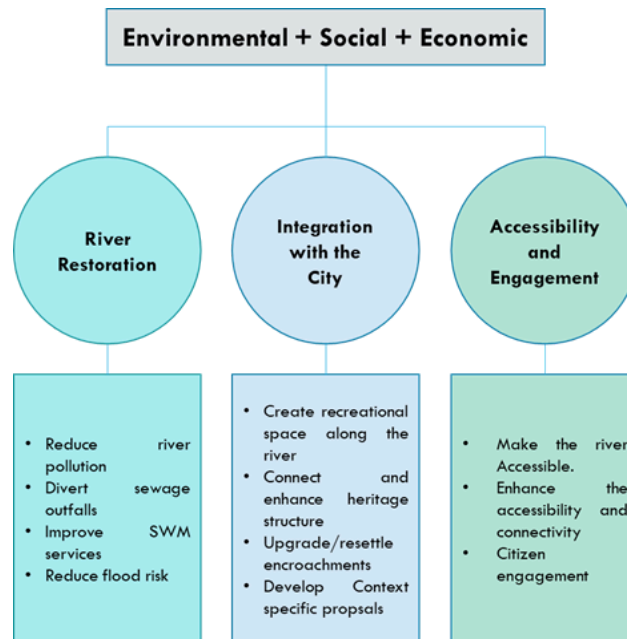 Environmental + Social + Economic
River
Restoration
Integration
with the
City
Accessibility
and
Engagement
• Reduce river
pollution
• Divert sewage
outfalls
• Improve SWM
services
• Reduce flood risk
• Create recreational
space along the
river
• Connect and
enhance heritage
structure
• Upgrade/resettle
encroachments
• Develop Context
specific propsals
• Make the river
Accessible.
• Enhance the
accessibility and
connectivity
• Citizen
engagement